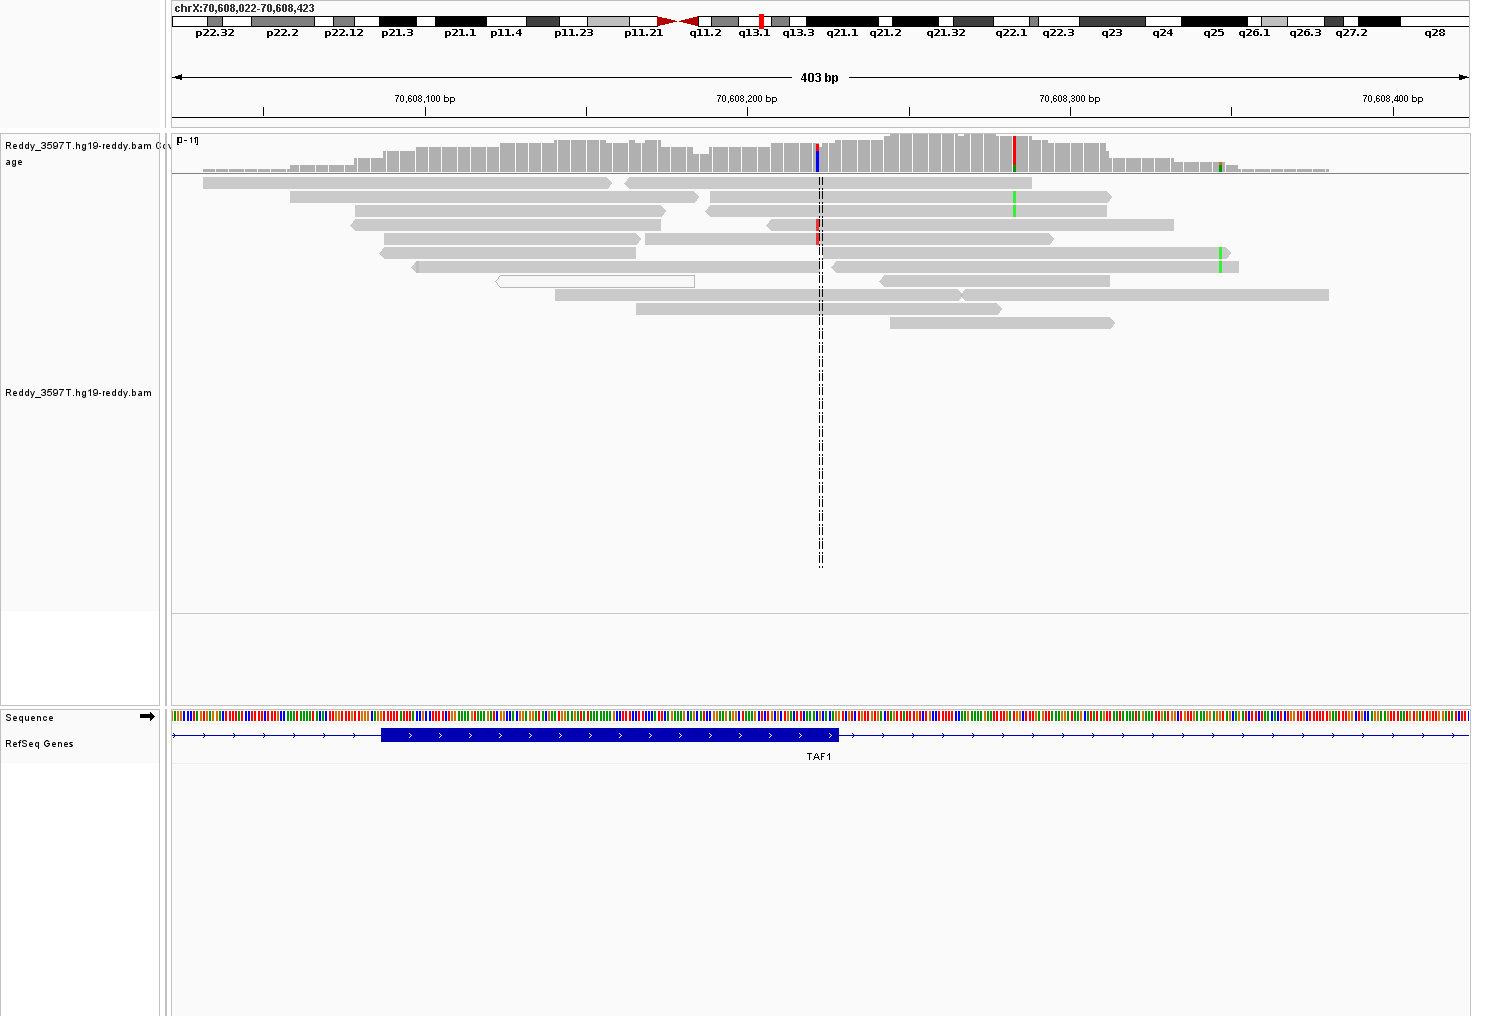 chrX:70,608,022-70,608,423
p22.32 p22.2 p22.12 p21.3 p21.1 p11.4 p11.23 p11.21 q11.2 q13.1 q13.3 q21.1 q21.2 q21.32 q22.1 q22.3 q23 q24 q25 q26.1 q26.3 q27.2 q28
403 bp
70,608,100 bp 70,608,200 bp 70,608,300 bp 70,608,400 bp
Reddy_3597T.hg19-reddy.bam Cov
age
[0 - 11]
Reddy_3597T.hg19-reddy.bam
Sequence
RefSeq Genes
TAF1